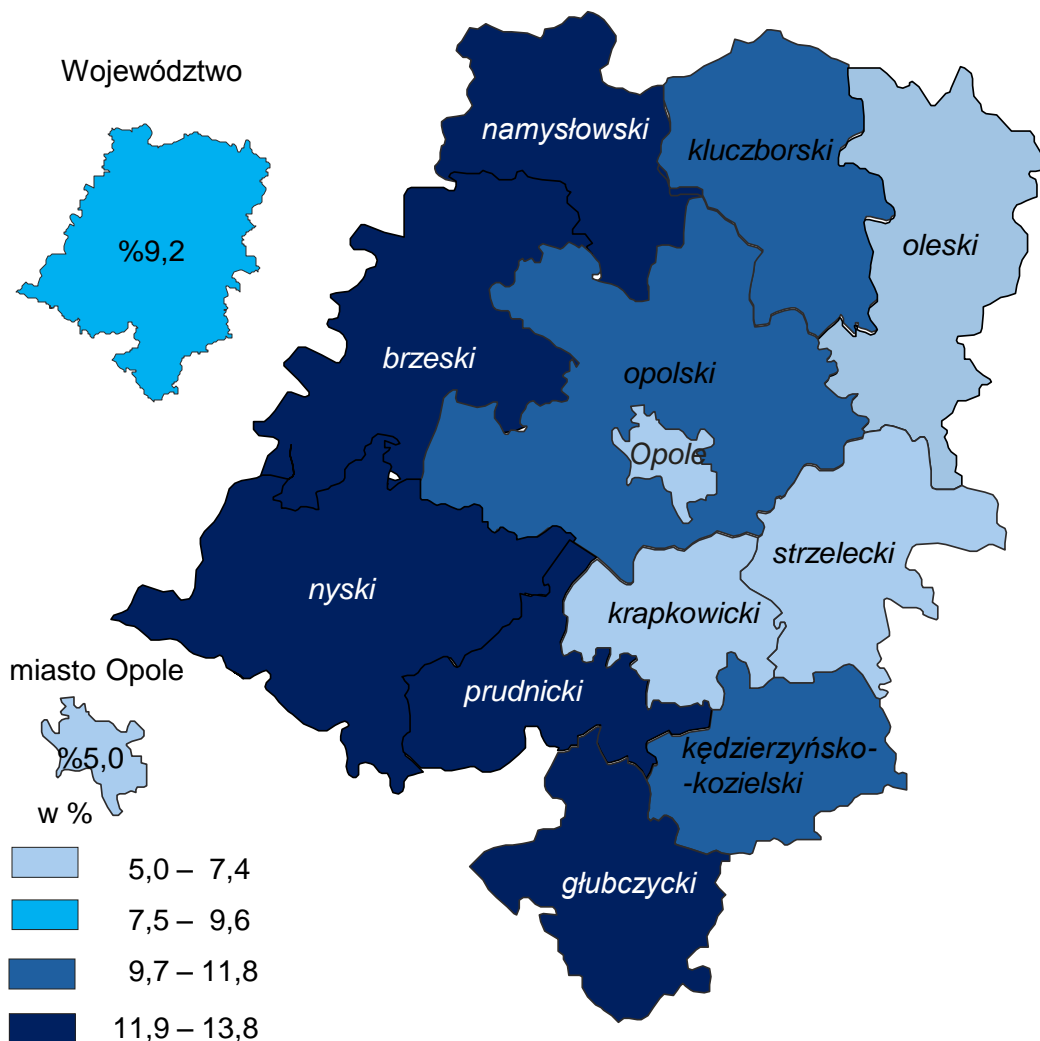 Województwo
%9,2
namysłowski
kluczborski
oleski
brzeski
opolski
Opole
strzelecki
nyski
krapkowicki
prudnicki
kędzierzyńsko-
-kozielski
głubczycki
miasto Opole
%5,0
w %
5,0 – 7,4
7,5 – 9,6
9,7 – 11,8
11,9 – 13,8